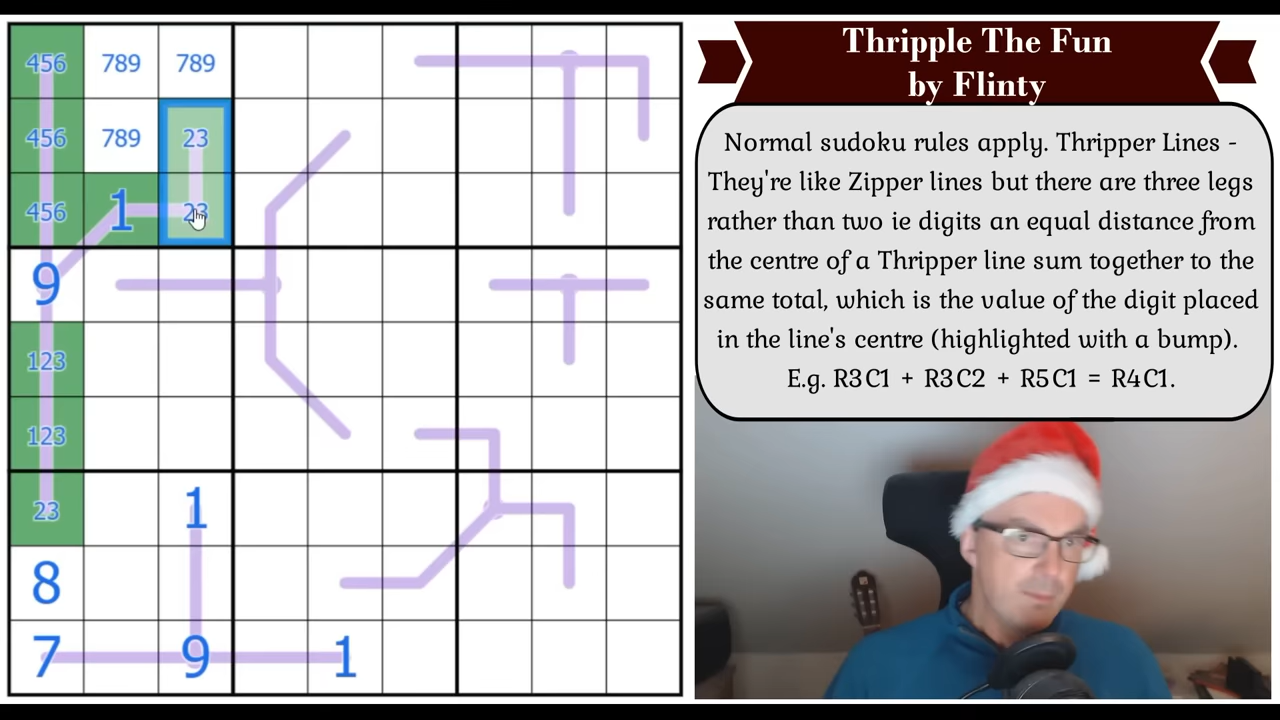 Thripple The Fun
by Flinty
Normal sudoku rules apply. Thripper Lines -
They're like Zipper lines but there are three legs
rather than two ie digits an equal distance from
the centre of a Thripper line sum together to the
same total, which is the value of the digit placed
in the line's centre (highlighted with a bump).
E.g. R3C1 + R3C2 + R5C1 = R4C1.
456 789 789
456 789 23
456 1 23
9
123
123
23 1
8
7 9 1